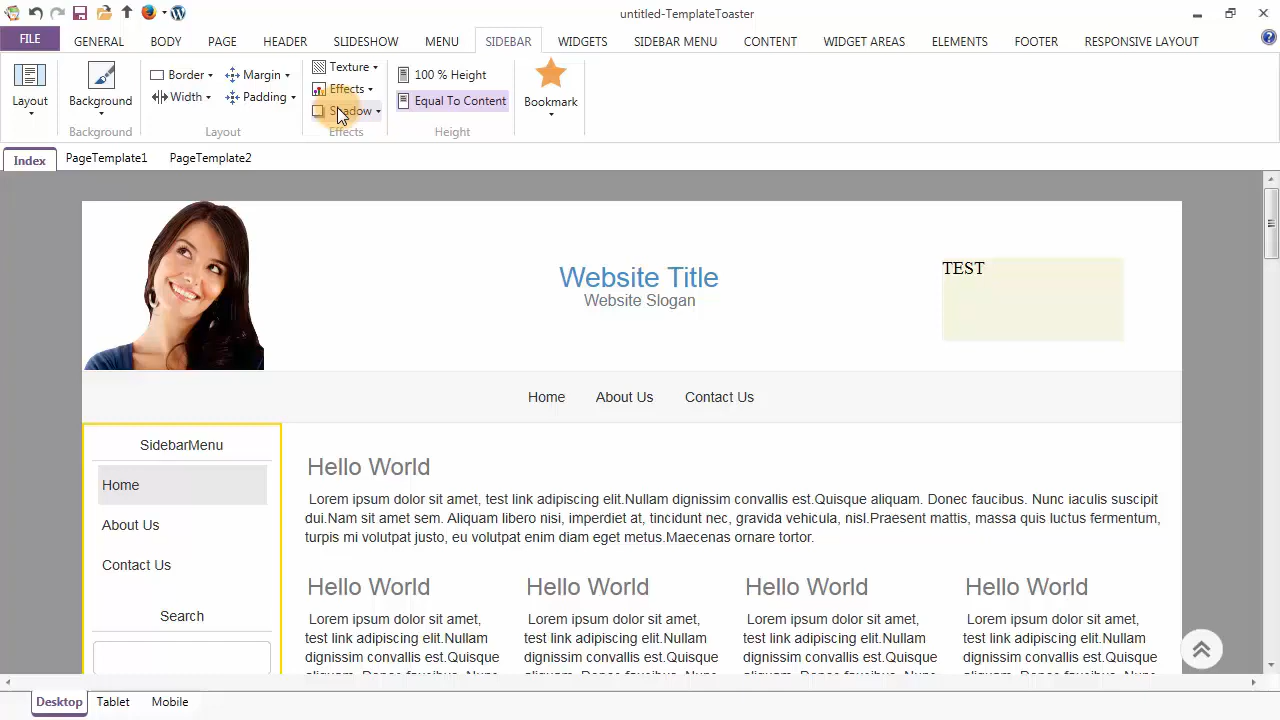 untitled-TemplateToaster
FILE GENERAL BODY PAGE HEADER SLIDESHOW MENU SIDEBAR WIDGETS SIDEBAR MENU CONTENT WIDGET AREAS ELEMENTS FOOTER RESPONSIVE LAYOUT
Layout
Background
Background
Border
Width
Margin
Padding
Layout
Texture
Effects
Shadow
Effects
100 % Height
Equal To Content
Height
Bookmark
Index PageTemplate1 PageTemplate2
Website Title
Website Slogan
TEST
Home About Us Contact Us
SidebarMenu
Home
About Us
Contact Us
Search
Hello World
Lorem ipsum dolor sit amet, test link adipiscing elit.Nullam dignissim convallis est.Quisque aliquam. Donec faucibus. Nunc iaculis suscipit
dui.Nam sit amet sem. Aliquam libero nisi, imperdiet at, tincidunt nec, gravida vehicula, nisl.Praesent mattis, massa quis luctus fermentum,
turpis mi volutpat justo, eu volutpat enim diam eget metus.Maecenas ornare tortor.
Hello World
Lorem ipsum dolor sit amet,
test link adipiscing elit.Nullam
dignissim convallis est.Quisque
Hello World
Lorem ipsum dolor sit amet,
test link adipiscing elit.Nullam
dignissim convallis est.Quisque
Hello World
Lorem ipsum dolor sit amet,
test link adipiscing elit.Nullam
dignissim convallis est.Quisque
Hello World
Lorem ipsum dolor sit amet,
test link adipiscing elit.Nullam
dignissim convallis est.Quisque
Desktop Tablet Mobile